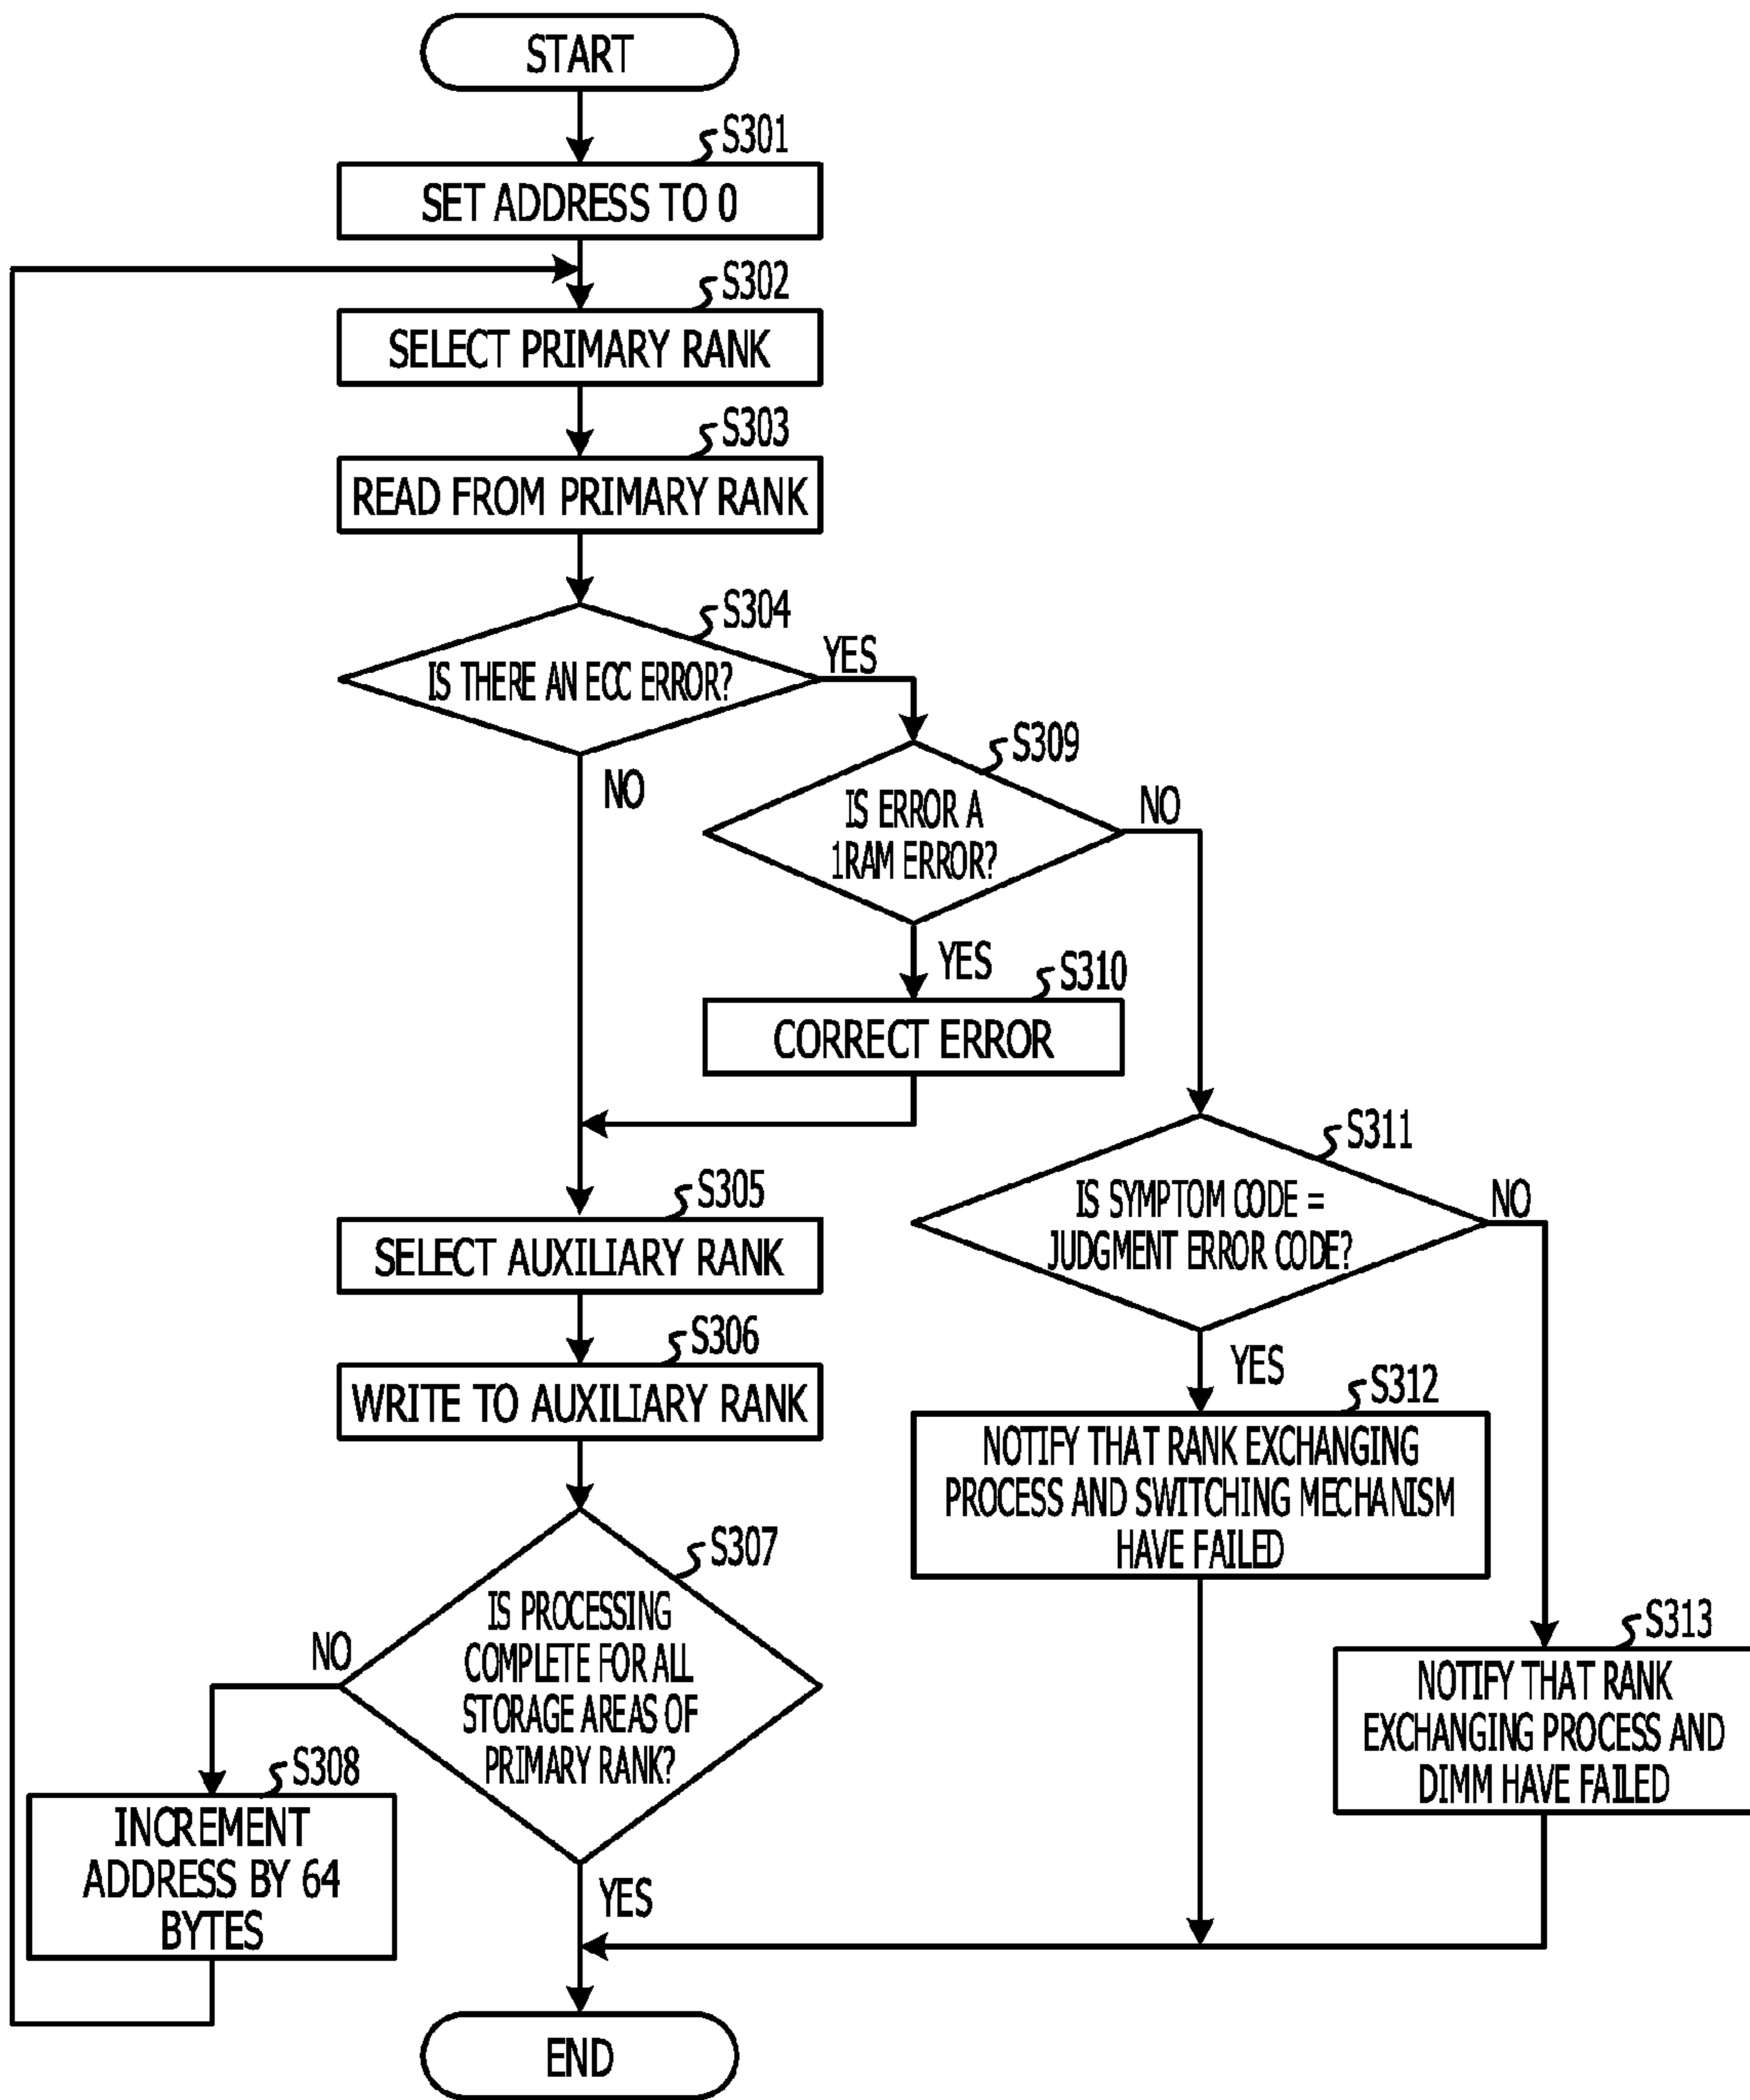 START
S301
SET ADDRESS TO 0
S302
SELECT PRIMARY RANK
S303
READ FROM PRIMARY RANK
S304
IS THERE AN ECC ERROR?
YES
NO
S309
IS ERROR A
1RAM ERROR?
NO
YES
S310
CORRECT ERROR
S305
SELECT AUXILIARY RANK
S306
WRITE TO AUXILIARY RANK
S307
IS PROCESSING
COMPLETE FOR ALL
STORAGE AREAS OF
PRIMARY RANK?
NO
S308
INCREMENT
ADDRESS BY 64
BYTES
YES
S311
IS SYMPTOM CODE =
JUDGMENT ERROR CODE?
NO
YES
S312
NOTIFY THAT RANK EXCHANGING
PROCESS AND SWITCHING MECHANISM
HAVE FAILED
S313
NOTIFY THAT RANK
EXCHANGING PROCESS AND
DIMM HAVE FAILED
END